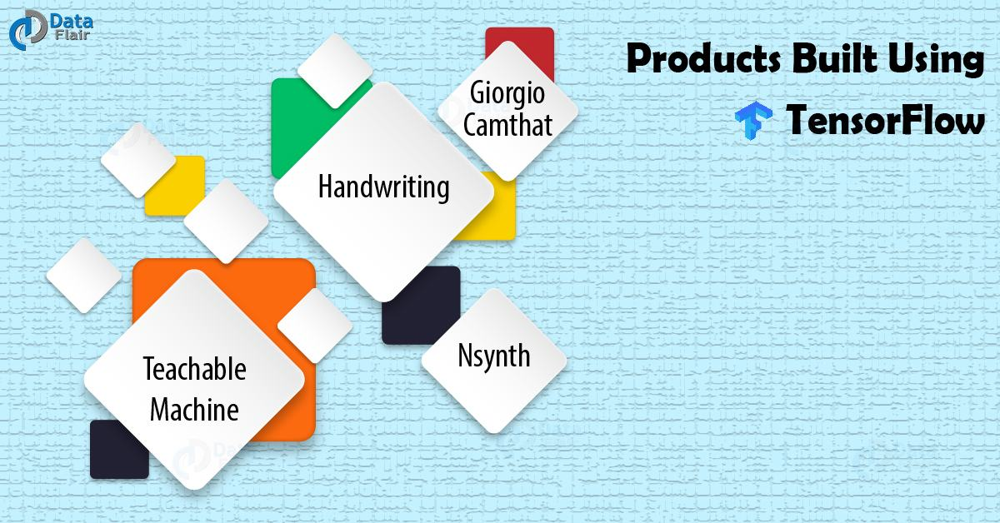 Data
Flair
Products Built Using
TensorFlow
Giorgio
Camthat
Handwriting
Teachable
Machine
Nsynth